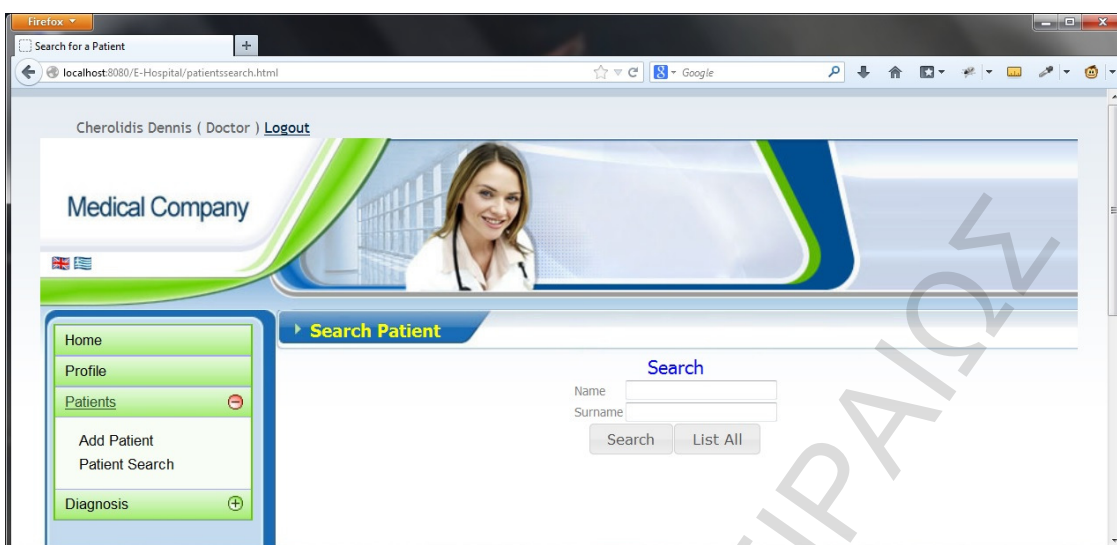 Firefox
Search for a Patient
localhost:8080/E-Hospital/patientssearch.html
Google
Cherolidis Dennis ( Doctor ) Logout
Medical Company
Home
Profile
Patients
Add Patient
Patient Search
Diagnosis
Search Patient
Search
Name
Surname
Search List All
ΠΕΙΡΑΙΩΣ